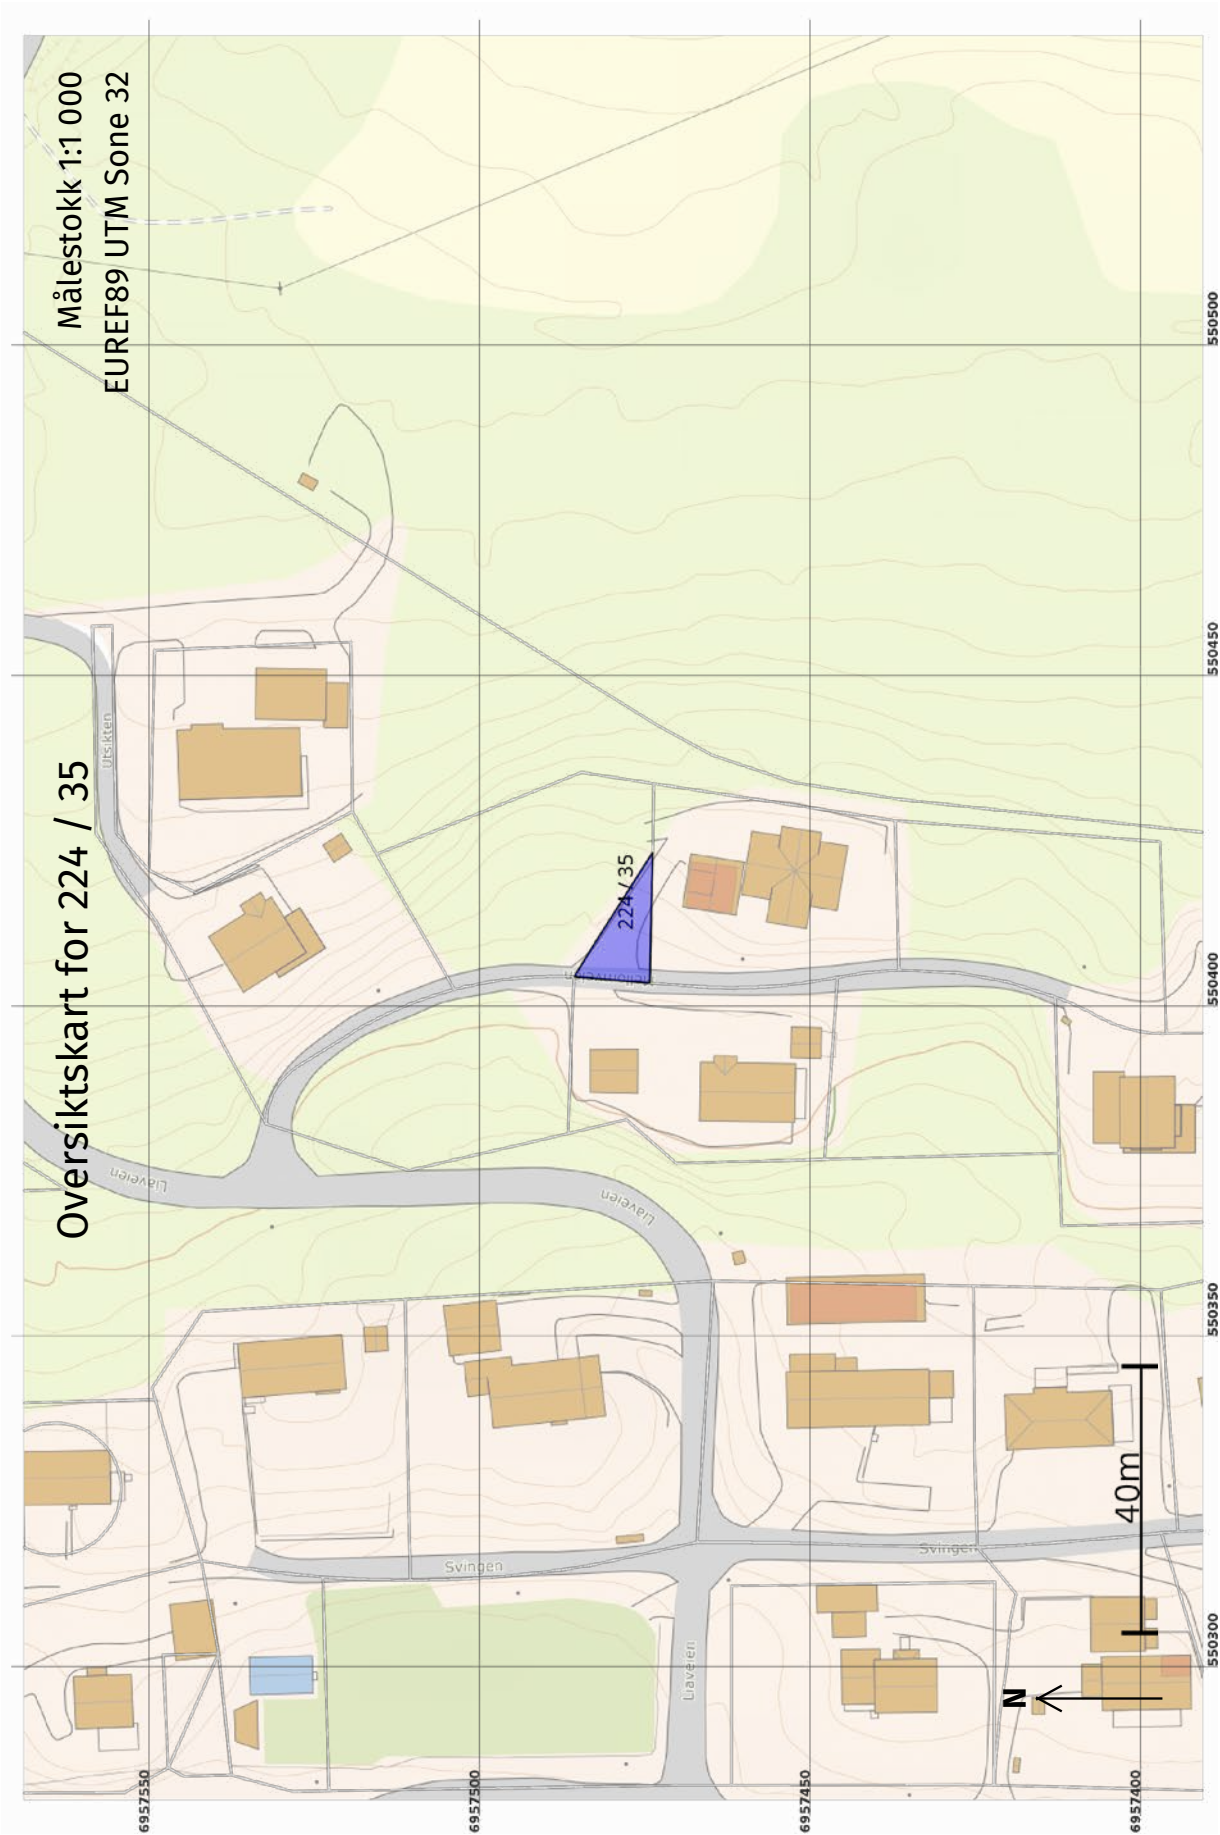 Oversiktskart for 224 / 35
Målestokk 1:1 000
EUREF89 UTM Sone 32
Utsikten
Liaveien
Liaveien
224 / 35
Svingen
Svingen
Liaveien
40m
N
6957550
6957500
6957450
6957400
550300
550350
550400
550450
550500